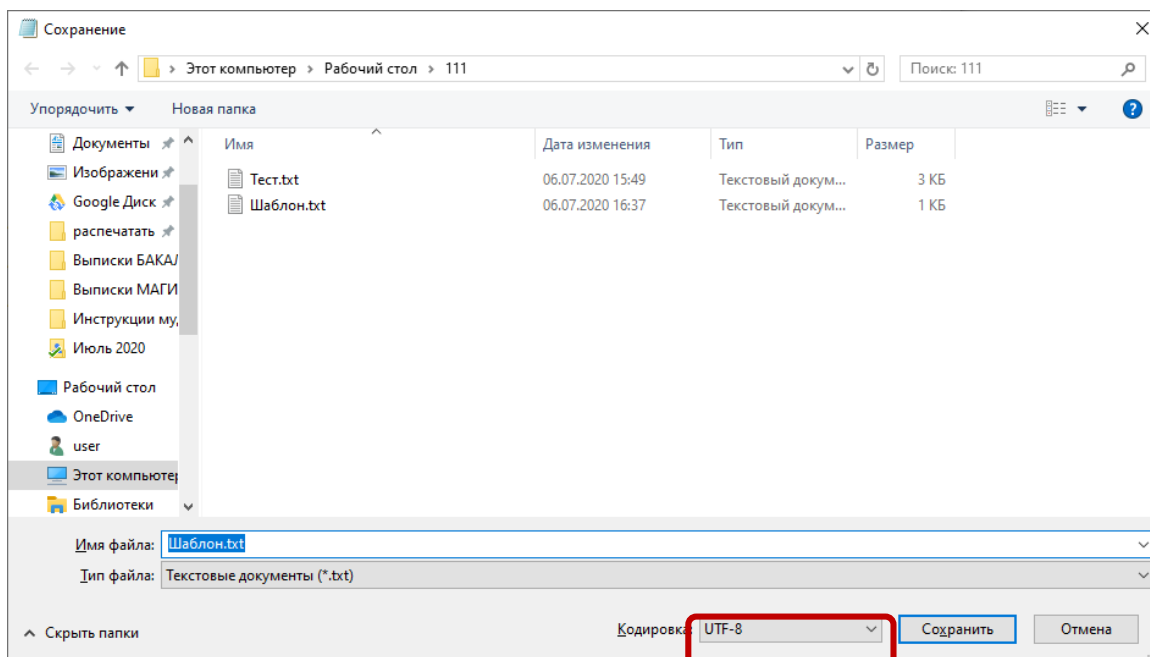 Сохранение
Этот компьютер > Рабочий стол > 111
Поиск: 111
Упорядочить Новая папка
Имя Дата изменения Тип Размер
Документы
Изображени
Google Диск
распечатать
Выписки БАКАЛ
Выписки МАГИ
Инструкции му,
Июль 2020
Рабочий стол
OneDrive
user
Этот компьютер
Библиотеки
Тест.txt 06.07.2020 15:49 Текстовый докум... 3 КБ
Шаблон.txt 06.07.2020 16:37 Текстовый докум... 1 КБ
Имя файла: Шаблон.txt
Тип файла: Текстовые документы (*.txt)
Скрыть папки
Кодировка: UTF-8
Сохранить Отмена